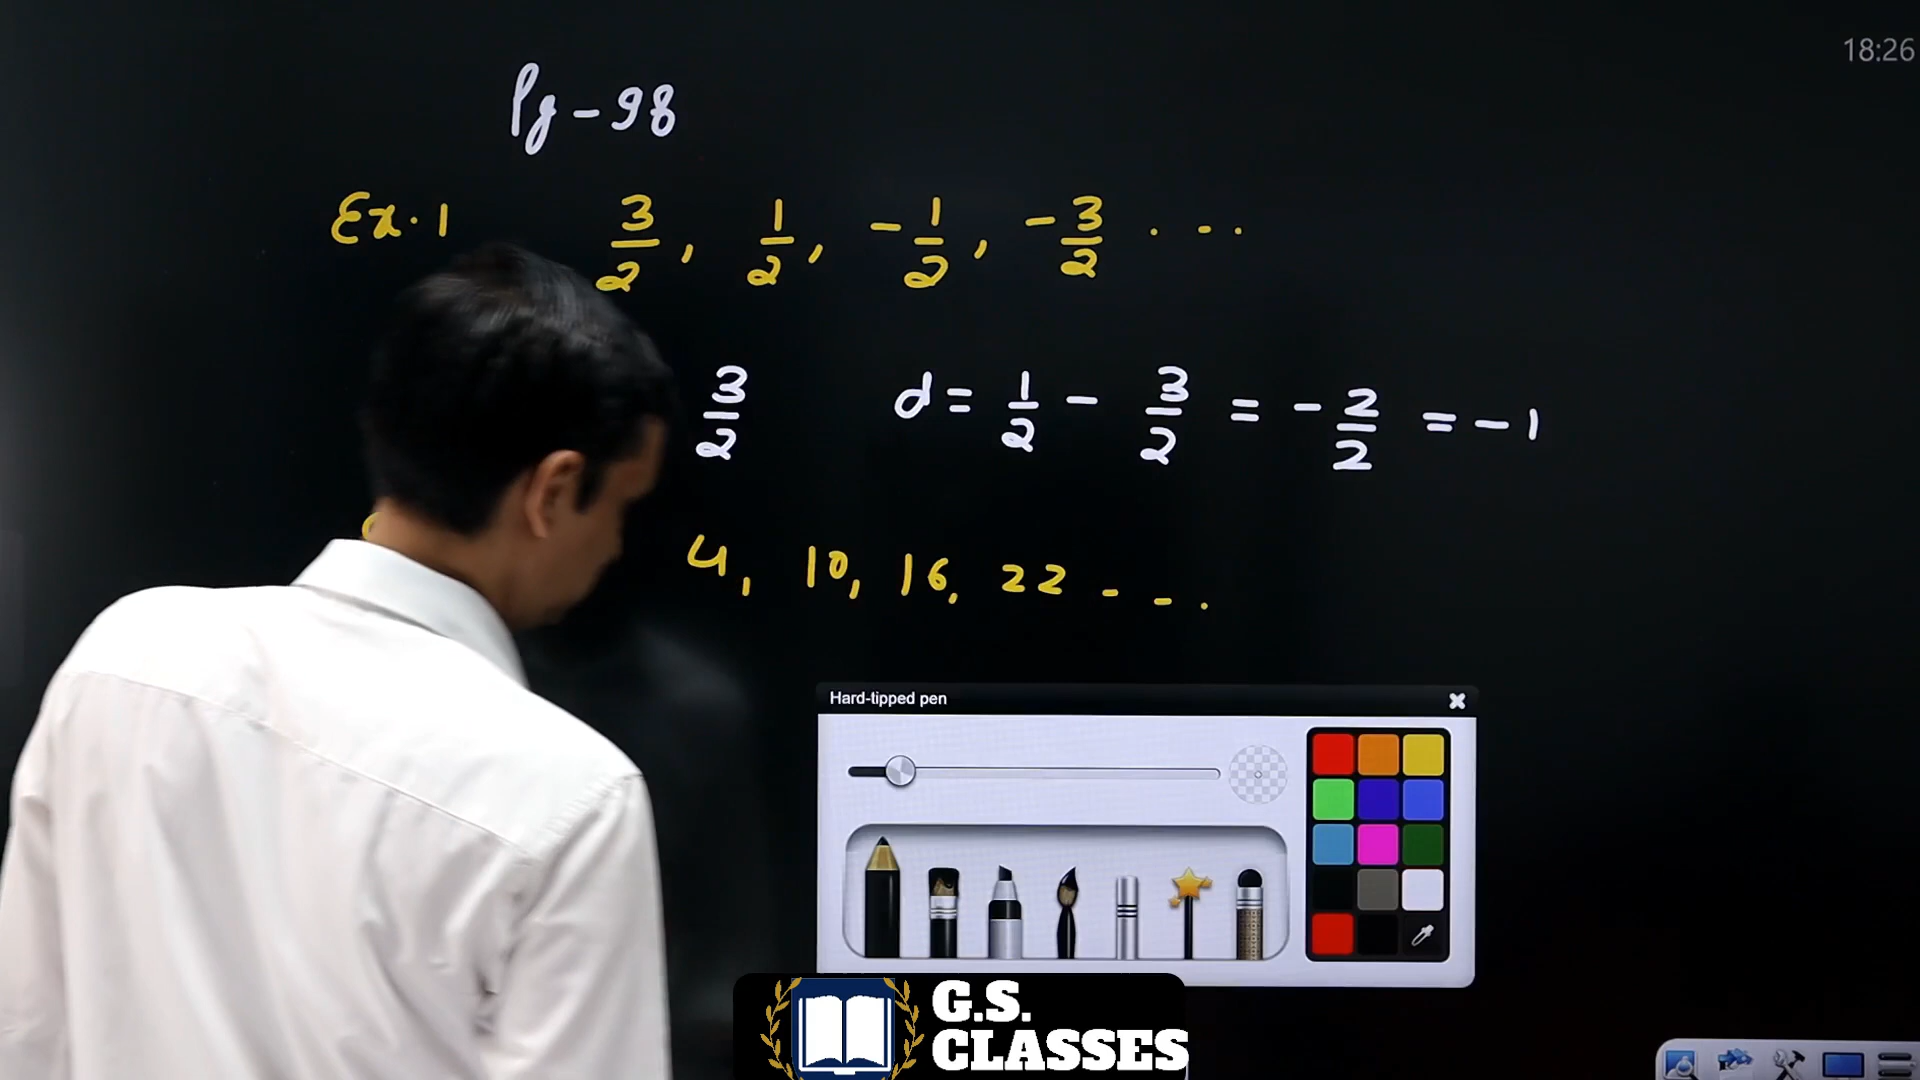 18:26
Pg - 98
Ex. 1 3/2, 1/2, -1/2, -3/2 . - .
3/2 d = 1/2 - 3/2 = -2/2 = -1
4, 10, 16, 22 - - .
Hard-tipped pen
G.S.
CLASSES